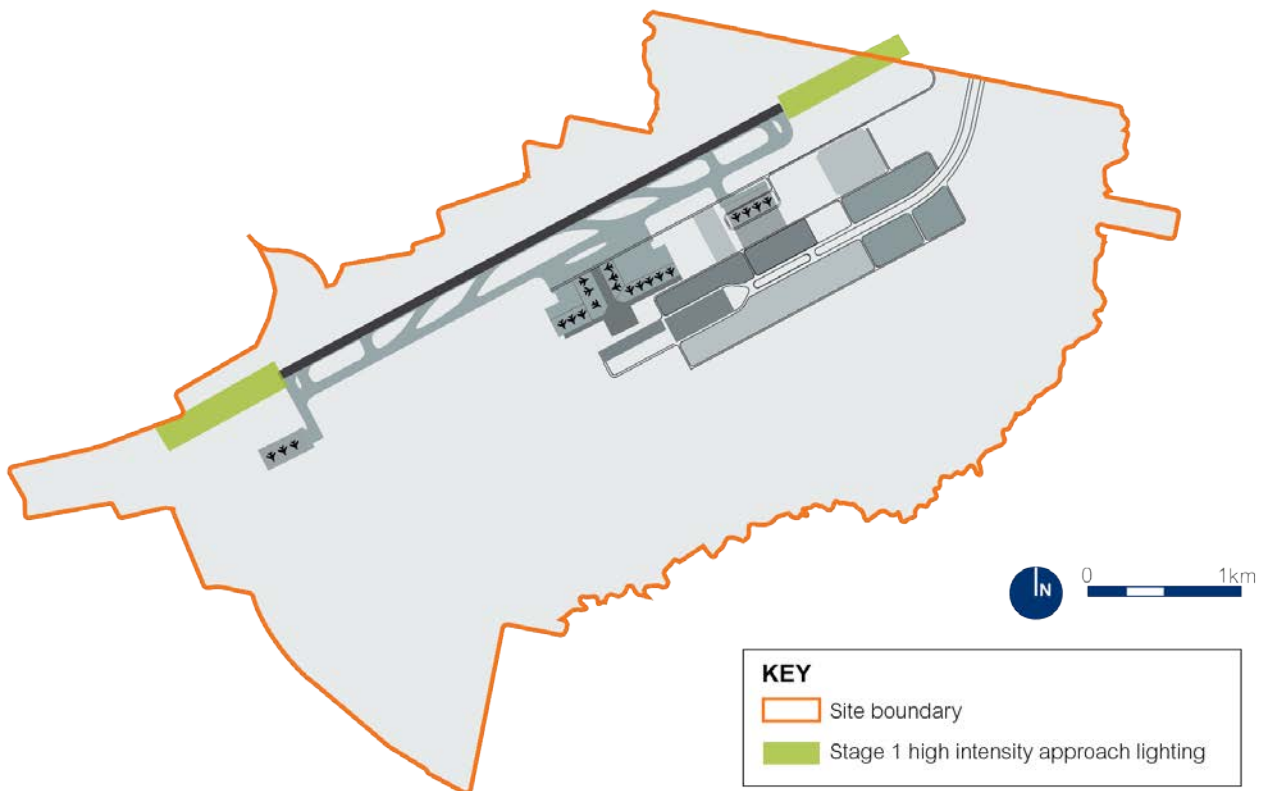 N
0 1km
KEY
Site boundary
Stage 1 high intensity approach lighting